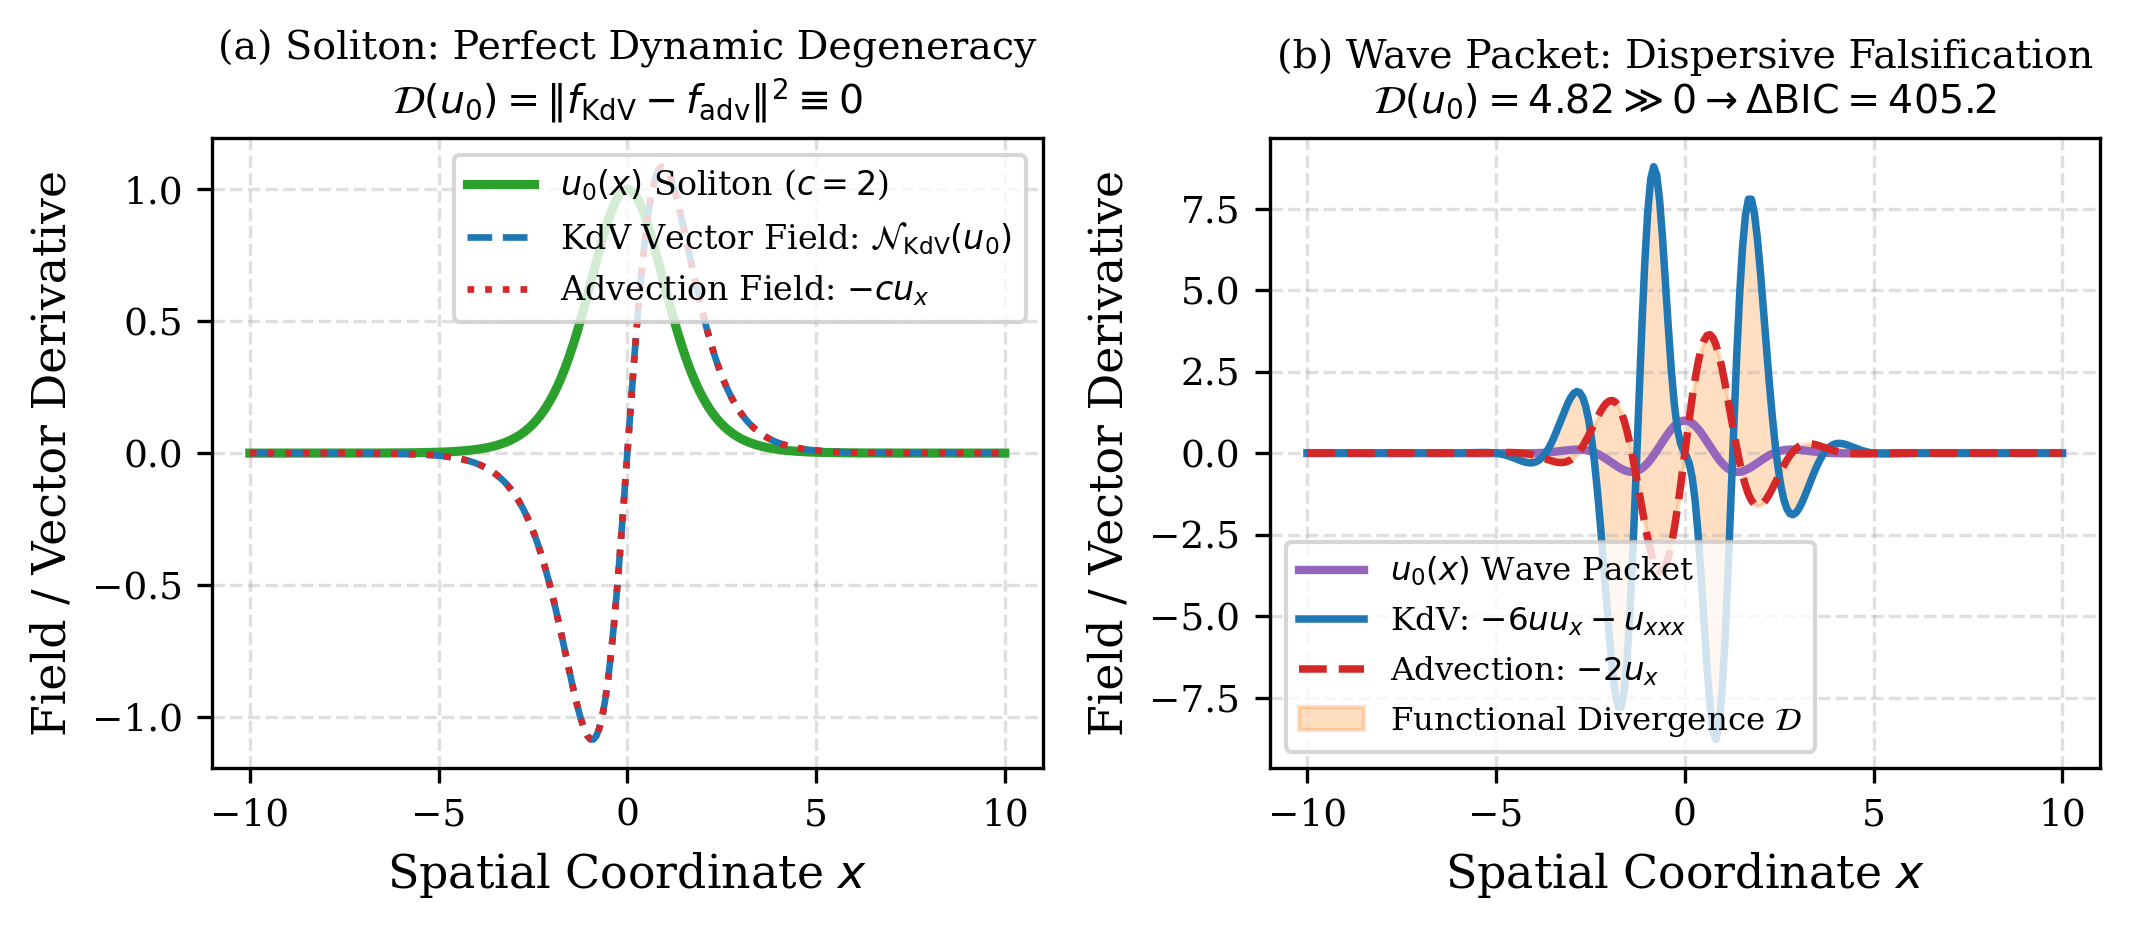 (a) Soliton: Perfect Dynamic Degeneracy
𝒟(u₀) = ‖f_KdV − f_adv‖² ≡ 0
u₀(x) Soliton (c = 2)
KdV Vector Field: 𝒩_KdV(u₀)
Advection Field: −cuₓ
Field / Vector Derivative
1.0
0.5
0.0
−0.5
−1.0
−10
−5
0
5
10
Spatial Coordinate x
(b) Wave Packet: Dispersive Falsification
𝒟(u₀) = 4.82 ≫ 0 → ΔBIC = 405.2
Field / Vector Derivative
7.5
5.0
2.5
0.0
−2.5
−5.0
−7.5
u₀(x) Wave Packet
KdV: −6uuₓ − uₓₓₓ
Advection: −2uₓ
Functional Divergence 𝒟
−10
−5
0
5
10
Spatial Coordinate x